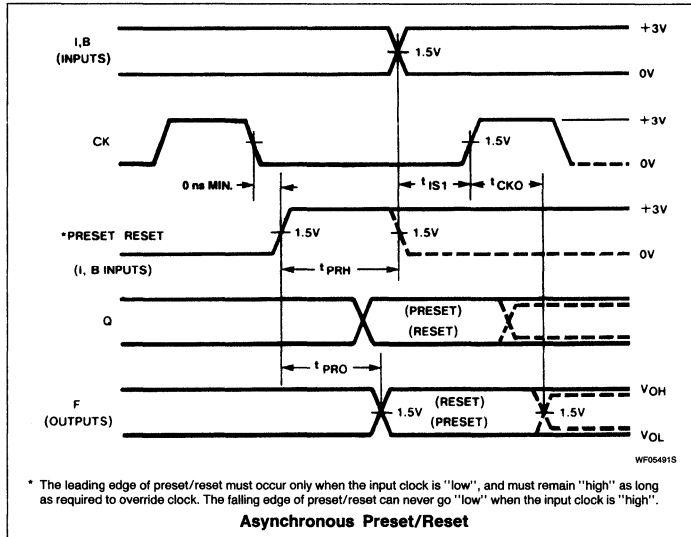 I,B
(INPUTS)
+3V
1.5V
0V
CK
+3V
1.5V
0V
0 ns MIN.
t IS1
t CKO
*PRESET RESET
(I, B INPUTS)
+3V
1.5V
1.5V
0V
t PRH
Q
(PRESET)
(RESET)
t PRO
F
(OUTPUTS)
1.5V
(RESET)
(PRESET)
1.5V
VOH
VOL
WF05491S
* The leading edge of preset/reset must occur only when the input clock is "low", and must remain "high" as long
as required to override clock. The falling edge of preset/reset can never go "low" when the input clock is "high".
Asynchronous Preset/Reset